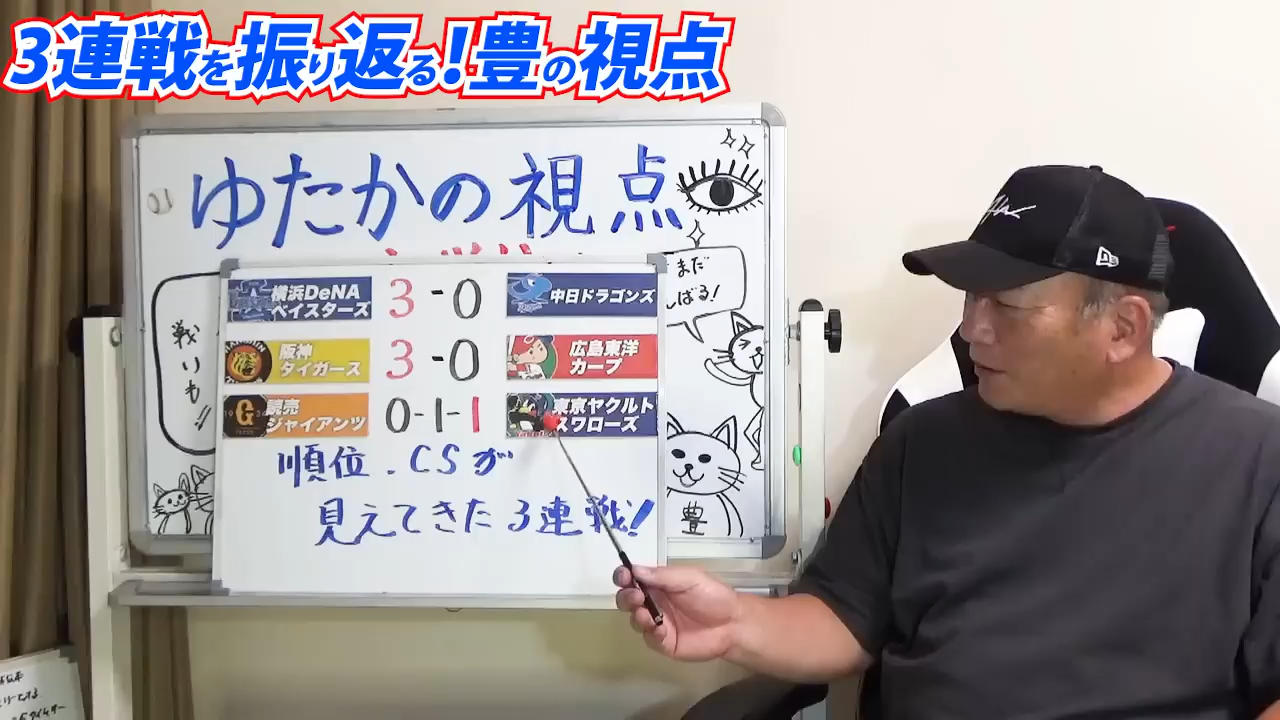 3連戦を振り返る!豊の視点
ゆたかの視点
まだ
ばる!
戦いも
横浜DeNA
ベイスターズ
3-0
中日ドラゴンズ
阪神
タイガース
3-0
広島東洋
カープ
G
読売
ジャイアンツ
0-1-1
東京ヤクルト
スワローズ
順位.CSが
見えてきた3連戦!
豊